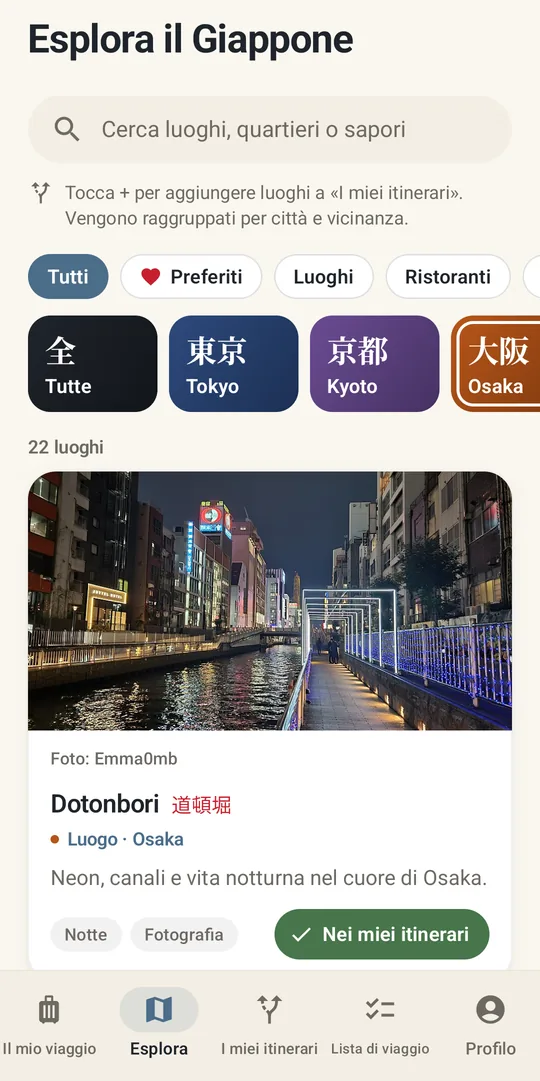 Esplora il Giappone
Cerca luoghi, quartieri o sapori
Tocca + per aggiungere luoghi a «I miei itinerari».
Vengono raggruppati per città e vicinanza.
Tutti
Preferiti
Luoghi
Ristoranti
全
Tutte
東京
Tokyo
京都
Kyoto
大阪
Osaka
22 luoghi
Foto: Emma0mb
Dotonbori 道頓堀
Luogo · Osaka
Neon, canali e vita notturna nel cuore di Osaka.
Notte
Fotografia
Nei miei itinerari
Il mio viaggio
Esplora
I miei itinerari
Lista di viaggio
Profilo